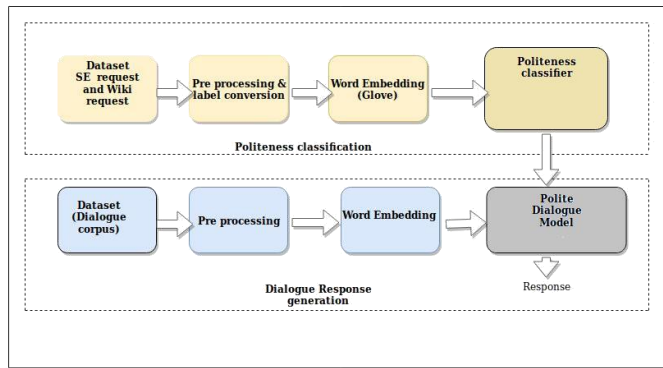 Dataset
SE request
and Wiki
request
Pre processing &
label conversion
Word Embedding
(Glove)
Politeness
classifier
Politeness classification
Dataset
(Dialogue
corpus)
Pre processing
Word Embedding
Polite
Dialogue
Model
Response
Dialogue Response
generation